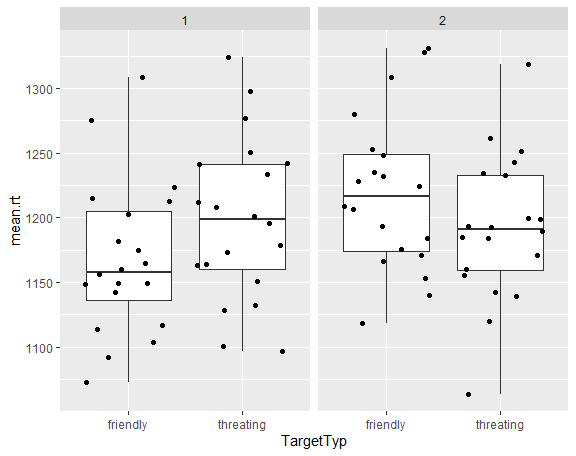 1 2
1300
1250
1200
1150
1100
mean.rt
friendly threating friendly threating
TargetTyp